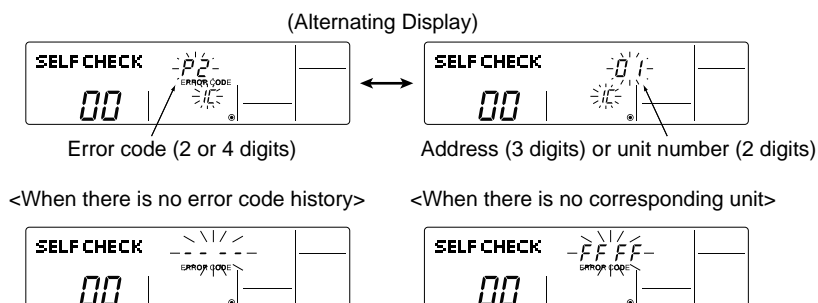 (Alternating Display)
SELF CHECK P2 SELF CHECK 01
ERROR CODE
00 IC 00 IC
Error code (2 or 4 digits) Address (3 digits) or unit number (2 digits)
<When there is no error code history> <When there is no corresponding unit>
SELF CHECK ---- SELF CHECK FFFF
ERROR CODE ERROR CODE
00 00